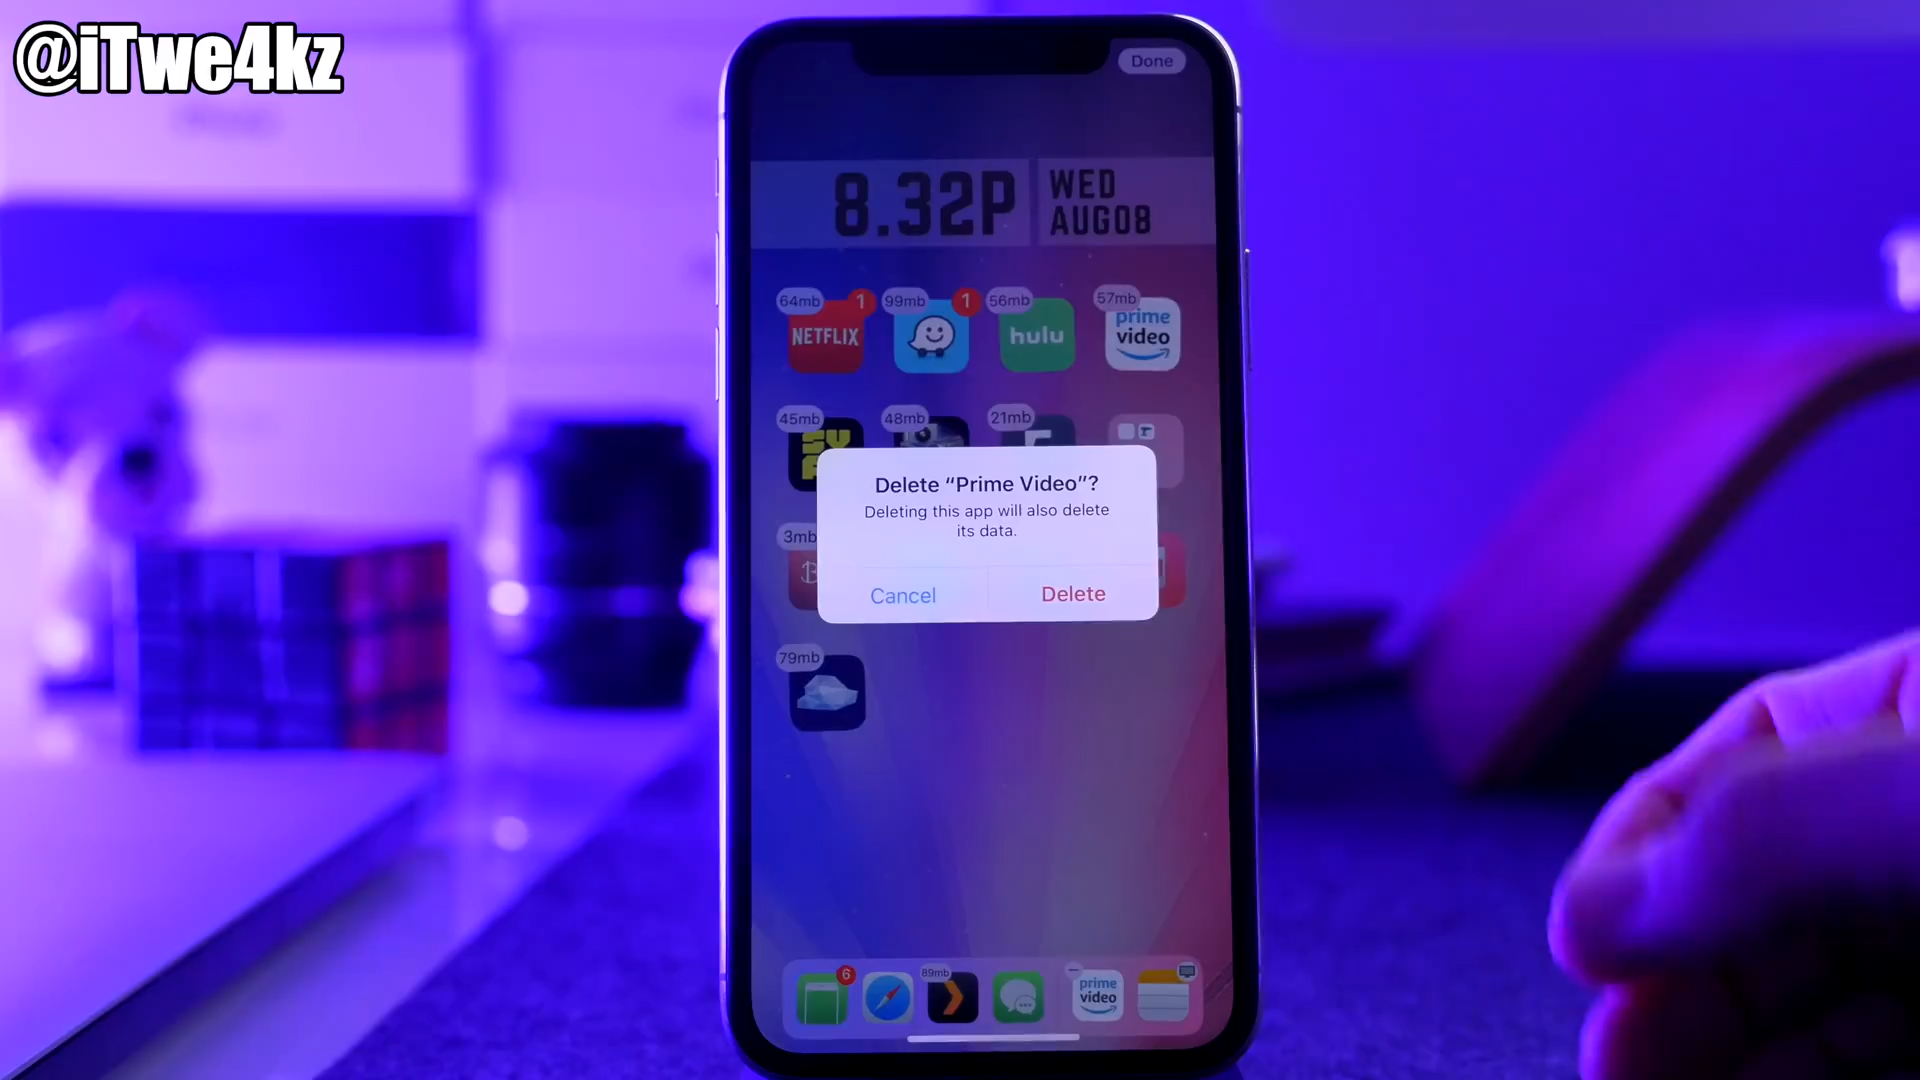 @iTwe4kz
Done
8.32P
WED
AUG08
64mb
1
99mb
1
56mb
57mb
NETFLIX
hulu
prime
video
45mb
48mb
21mb
Delete “Prime Video”?
Deleting this app will also delete
its data.
3mb
Cancel
Delete
79mb
6
89mb
prime
video